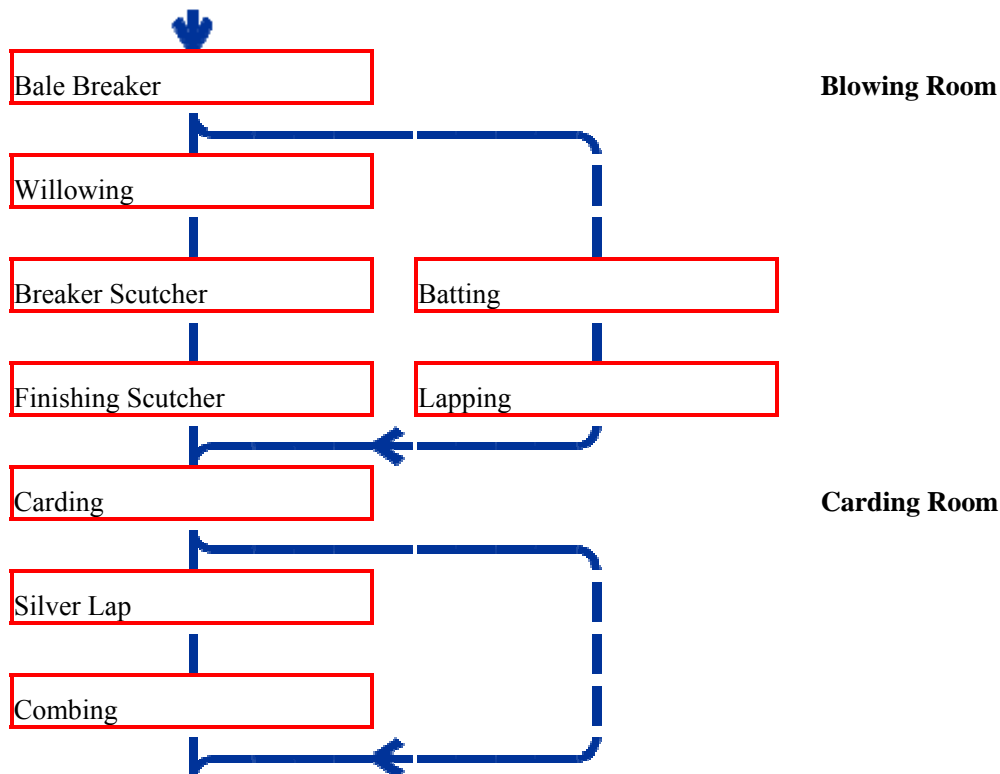 Bale Breaker
Blowing Room
Willowing
Breaker Scutcher
Batting
Finishing Scutcher
Lapping
Carding
Carding Room
Silver Lap
Combing